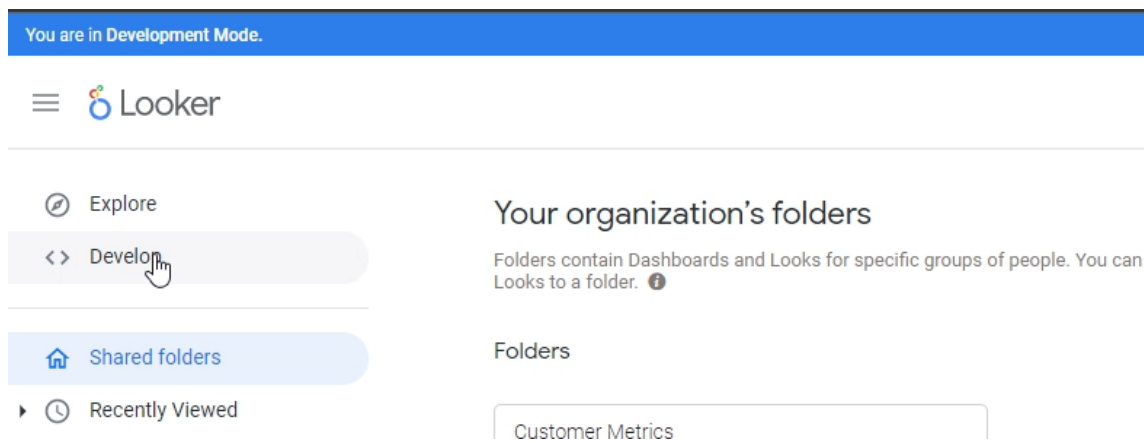 You are in Development Mode.
Looker
Explore
Develop
Shared folders
Recently Viewed
Your organization's folders
Folders contain Dashboards and Looks for specific groups of people. You can
Looks to a folder.
Folders
Customer Metrics